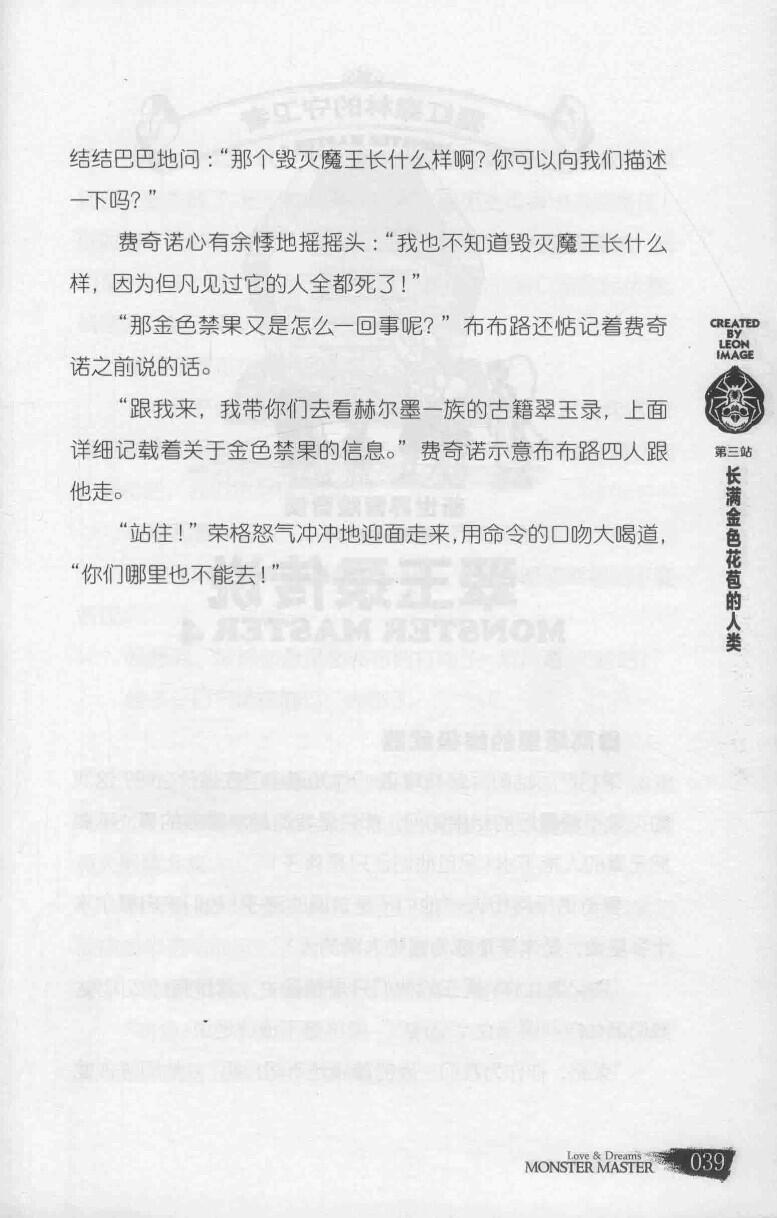 结结巴巴地问：“那个毁灭魔王长什么样啊？你可以向我们描述
一下吗？”
费奇诺心有余悸地摇摇头：“我也不知道毁灭魔王长什么
样，因为但凡见过它的人全都死了！”
“那金色禁果又是怎么一回事呢？”布布路还惦记着费奇
诺之前说的话。
“跟我来，我带你们去看赫尔墨一族的古籍翠玉录，上面
详细记载着关于金色禁果的信息。”费奇诺示意布布路四人跟
他走。
“站住！”荣格怒气冲冲地迎面走来，用命令的口吻大喝道，
“你们哪里也不能去！”
CREATED
BY
LEON
IMAGE
第三站
长满金色花苞的人类
Love & Dreams
MONSTER MASTER
039